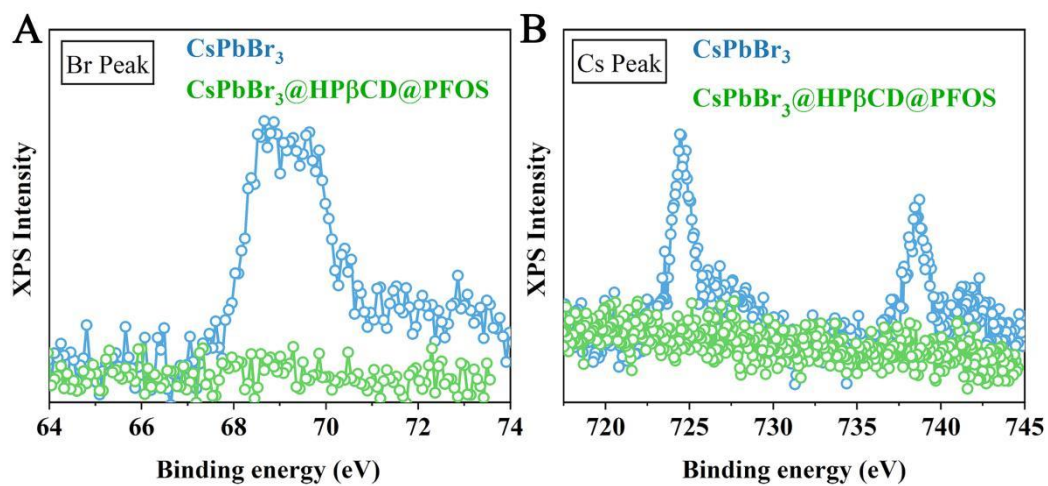 A
Br Peak
CsPbBr₃
CsPbBr₃@HPβCD@PFOS
XPS Intensity
64 66 68 70 72 74
Binding energy (eV)
B
Cs Peak
CsPbBr₃
CsPbBr₃@HPβCD@PFOS
XPS Intensity
720 725 730 735 740 745
Binding energy (eV)